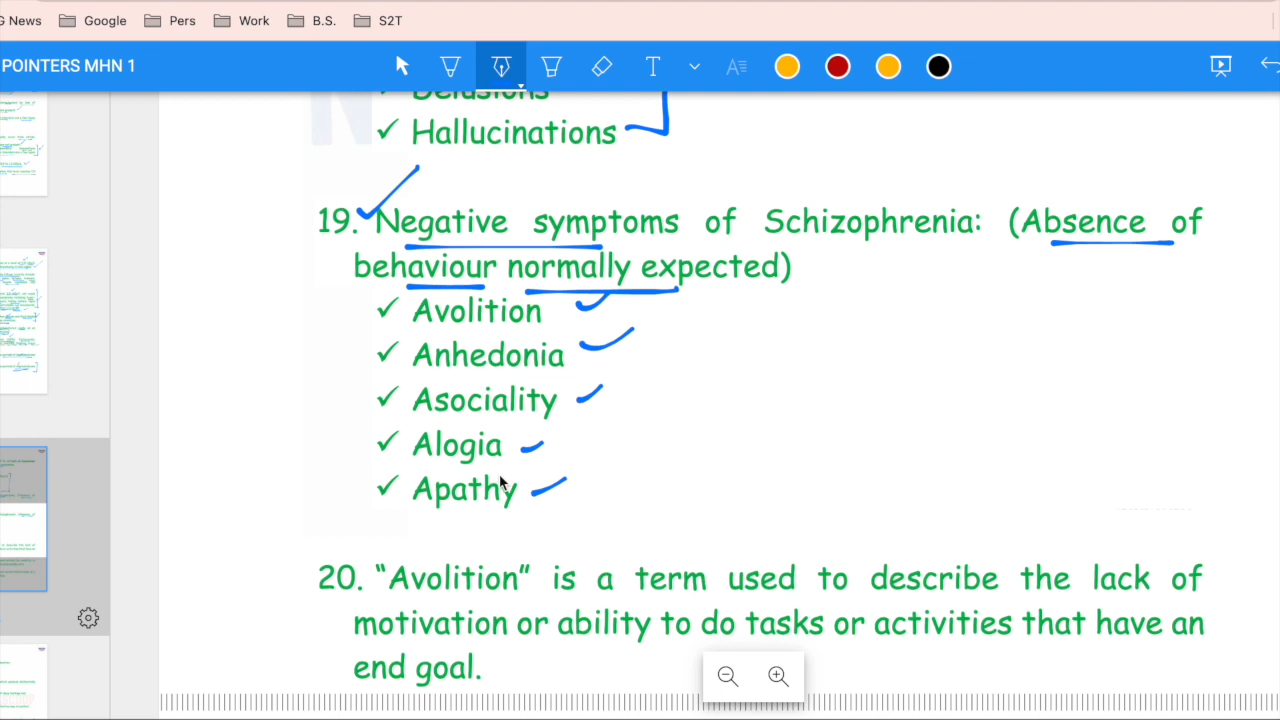 G News Google Pers Work B.S. S2T
POINTERS MHN 1
✓ Delusions
✓ Hallucinations
19. Negative symptoms of Schizophrenia: (Absence of
behaviour normally expected)
✓ Avolition
✓ Anhedonia
✓ Asociality
✓ Alogia
✓ Apathy
20. “Avolition” is a term used to describe the lack of
motivation or ability to do tasks or activities that have an
end goal.